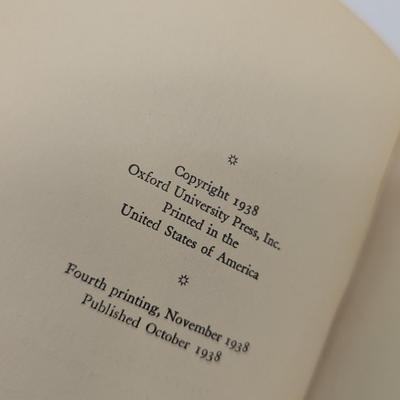 Copyright 1938
Oxford University Press, Inc.
Printed in the
United States of America
Fourth printing, November 1938
Published October 1938